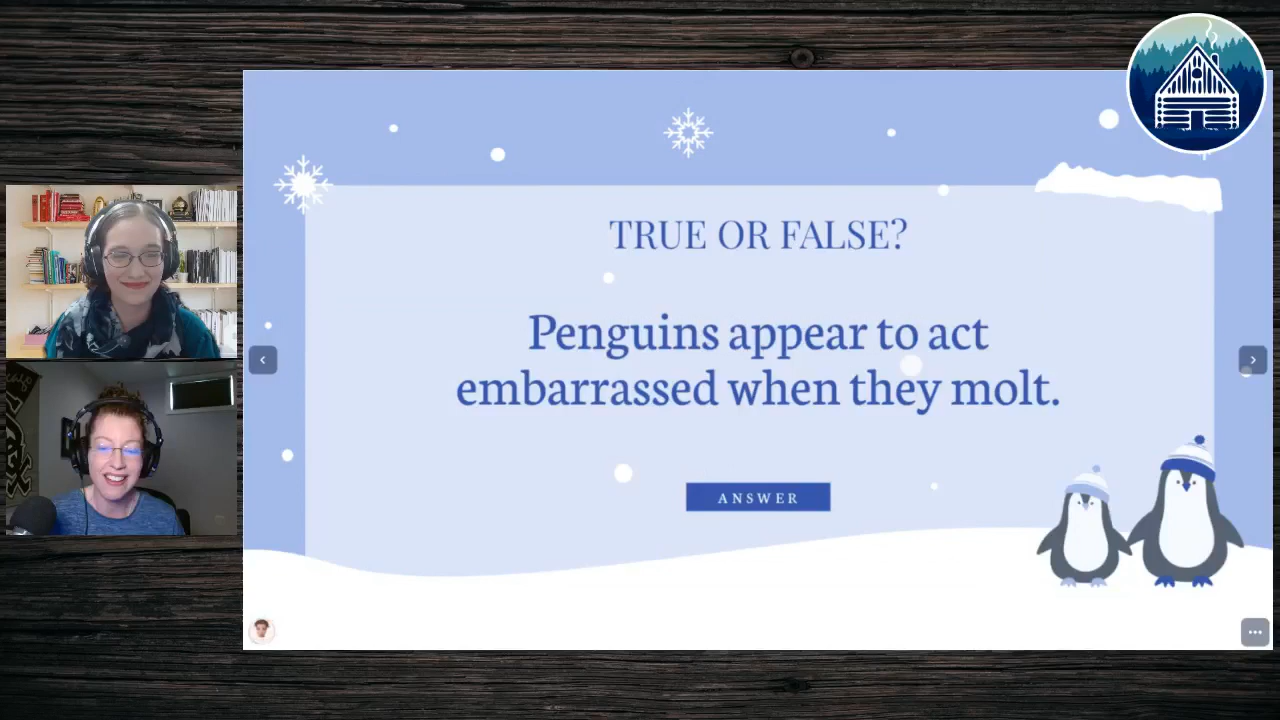 TRUE OR FALSE?
Penguins appear to act
embarrassed when they molt.
ANSWER